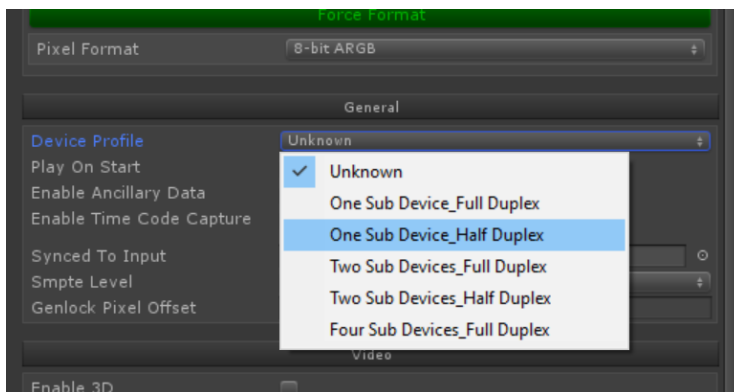 Force Format
Pixel Format 8-bit ARGB
General
Device Profile Unknown
Play On Start
Unknown
Enable Ancillary Data
One Sub Device_Full Duplex
Enable Time Code Capture
One Sub Device_Half Duplex
Synced To Input
Two Sub Devices_Full Duplex
Smpte Level
Two Sub Devices_Half Duplex
Genlock Pixel Offset
Four Sub Devices_Full Duplex
Video
Enable 3D